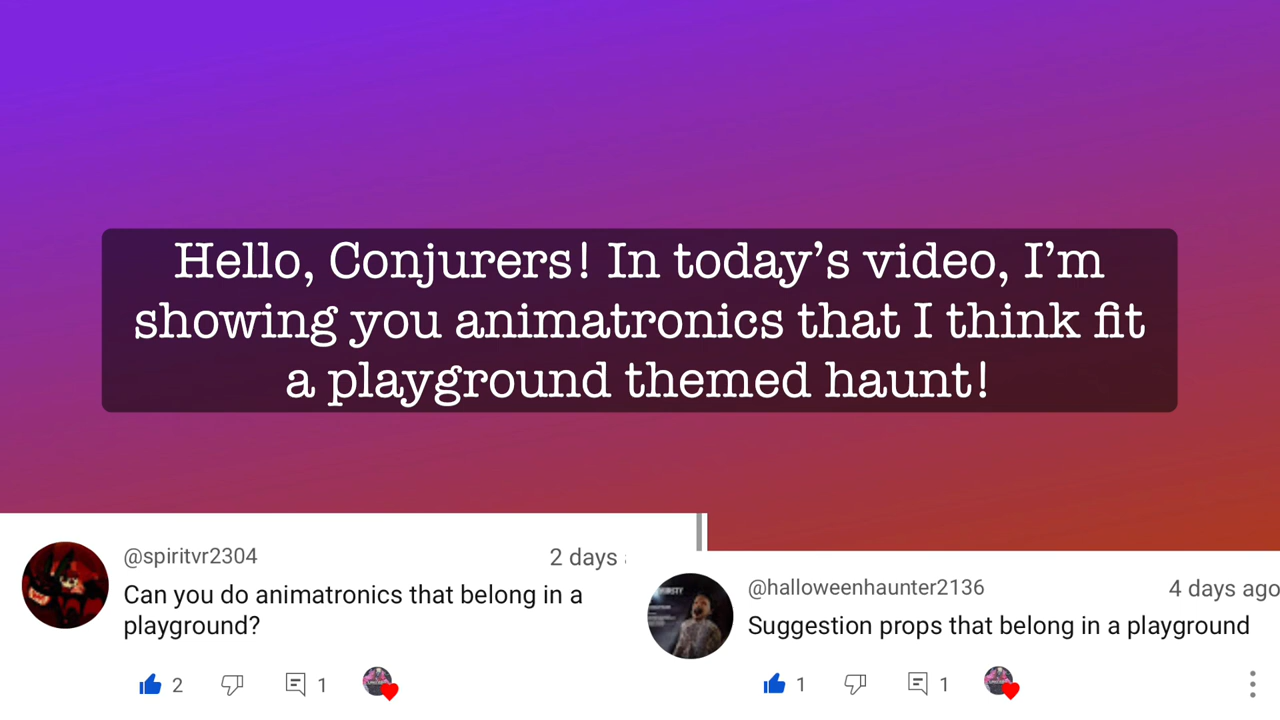 Hello, Conjurers! In today’s video, I’m
showing you animatronics that I think fit
a playground themed haunt!
@spiritvr2304 2 days
Can you do animatronics that belong in a
playground?
2 1
@halloweenhaunter2136 4 days ago
Suggestion props that belong in a playground
1 1